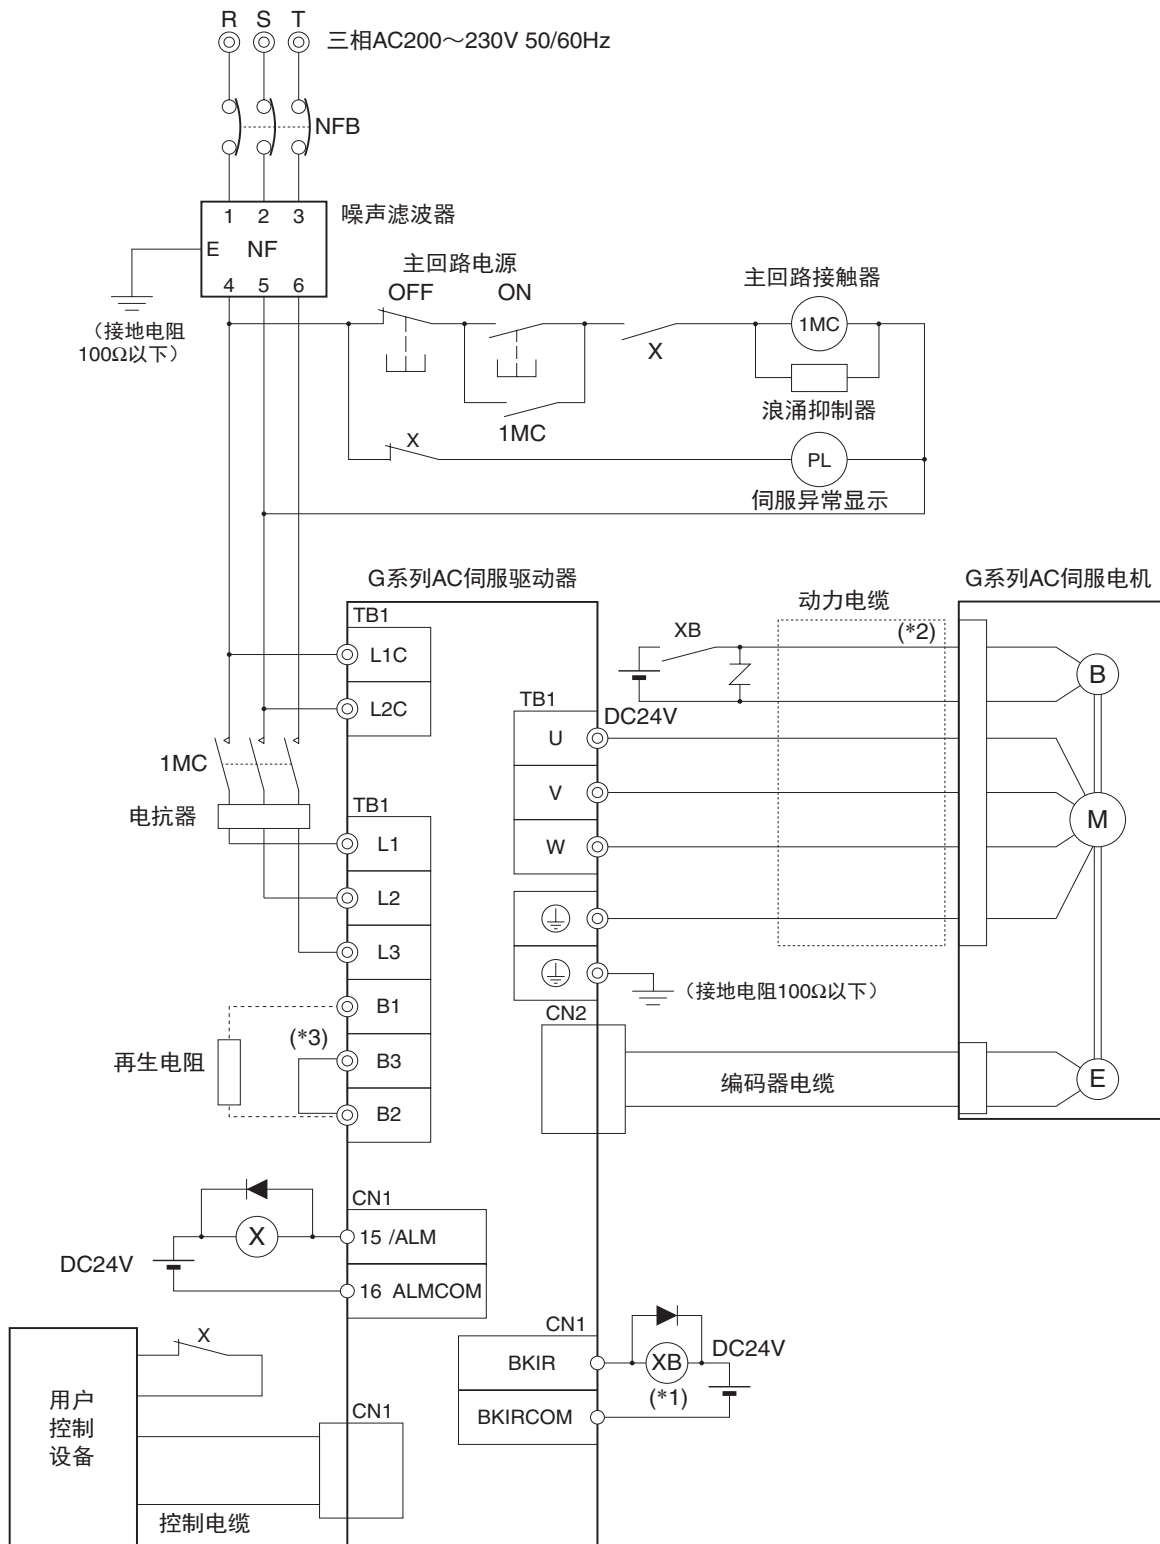 R S T
三相AC200～230V 50/60Hz
NFB
1 2 3
噪声滤波器
E NF
4 5 6
（接地电阻
100Ω以下）
主回路电源
OFF ON
主回路接触器
1MC
X
浪涌抑制器
1MC
X
PL
伺服异常显示
G系列AC伺服驱动器
G系列AC伺服电机
TB1
L1C
L2C
动力电缆
(*2)
XB
DC24V
B
TB1
U
V
W
M
1MC
电抗器
TB1
L1
L2
L3
B1
(*3)
B3
B2
再生电阻
（接地电阻100Ω以下）
CN2
编码器电缆
E
CN1
X
15 /ALM
DC24V
16 ALMCOM
CN1
BKIR
XB
DC24V
(*1)
BKIRCOM
X
用户
控制
设备
CN1
控制电缆